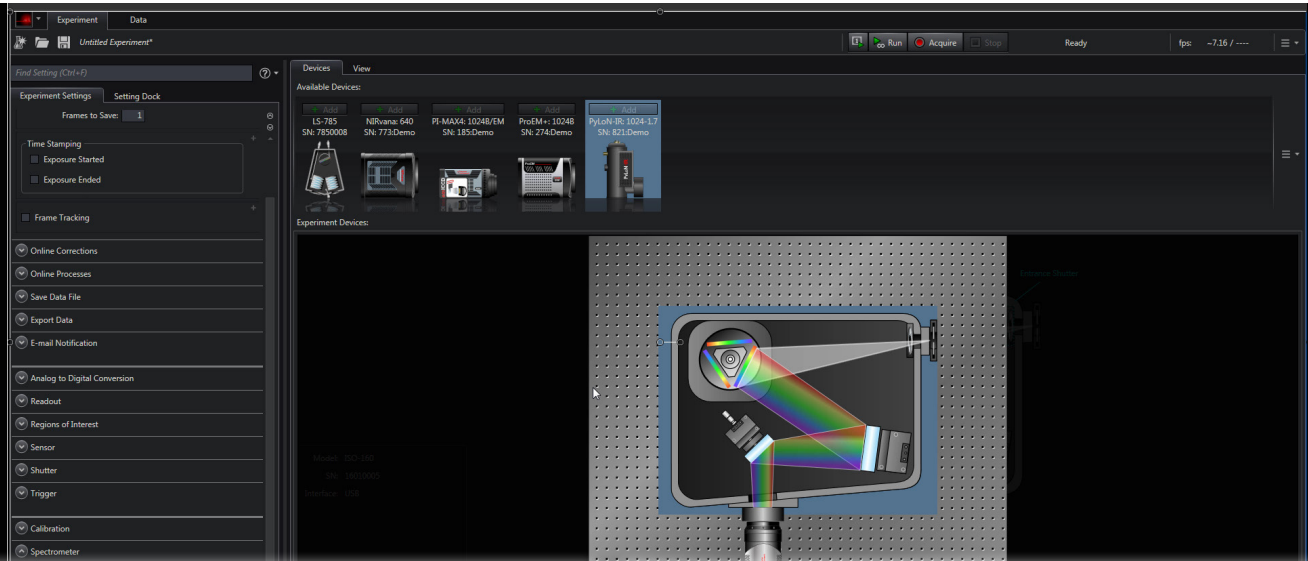 Experiment Data
Untitled Experiment*
Run Acquire Stop Ready fps: ~7.16 / ----
Find Setting (Ctrl+F)
Experiment Settings Setting Dock
Frames to Save: 1
Time Stamping
Exposure Started
Exposure Ended
Frame Tracking
Online Corrections
Online Processes
Save Data File
Export Data
E-mail Notification
Analog to Digital Conversion
Readout
Regions of Interest
Sensor
Shutter
Trigger
Calibration
Spectrometer
Devices View
Available Devices:
+ Add + Add + Add + Add + Add
LS-785 NIRvana: 640 PI-MAX4: 1024B/EM ProEM+: 1024B PyLoN-IR: 1024-1.7
SN: 7850008 SN: 773:Demo SN: 185:Demo SN: 274:Demo SN: 821:Demo
Experiment Devices:
Entrance Shutter
Model:
SN:
Interface: USB